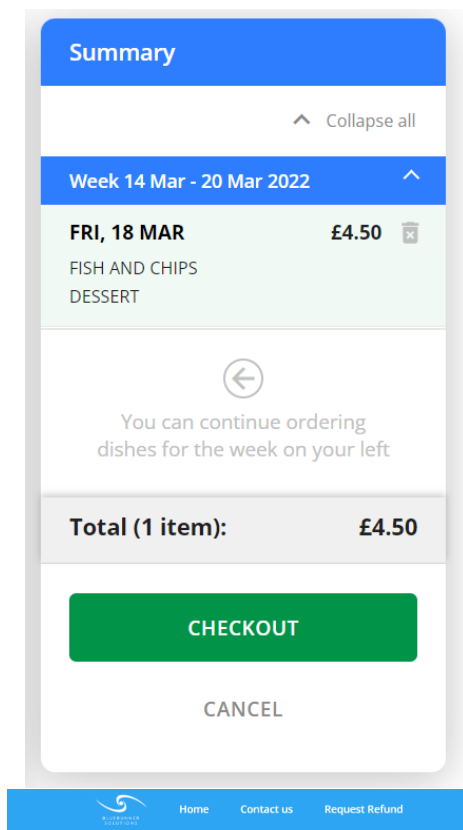 Summary
Collapse all
Week 14 Mar - 20 Mar 2022
FRI, 18 MAR £4.50
FISH AND CHIPS
DESSERT
You can continue ordering
dishes for the week on your left
Total (1 item): £4.50
CHECKOUT
CANCEL
BLUERUNNER
SOLUTIONS
Home Contact us Request Refund